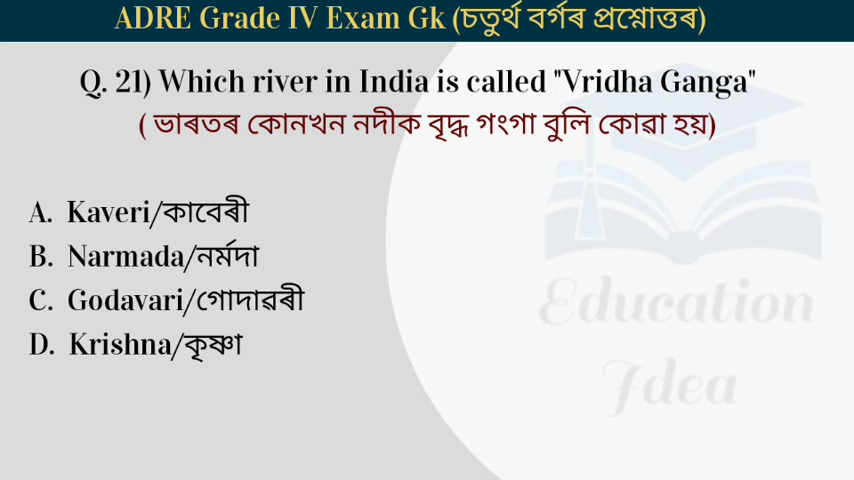 ADRE Grade IV Exam Gk (চতুৰ্থ বৰ্গৰ প্ৰশ্নোত্তৰ)
Q. 21) Which river in India is called "Vridha Ganga"
( ভাৰতৰ কোনখন নদীক বৃদ্ধ গংগা বুলি কোৱা হয়)
A. Kaveri/কাবেৰী
B. Narmada/নৰ্মদা
C. Godavari/গোদাৱৰী
D. Krishna/কৃষ্ণা
Education
Idea